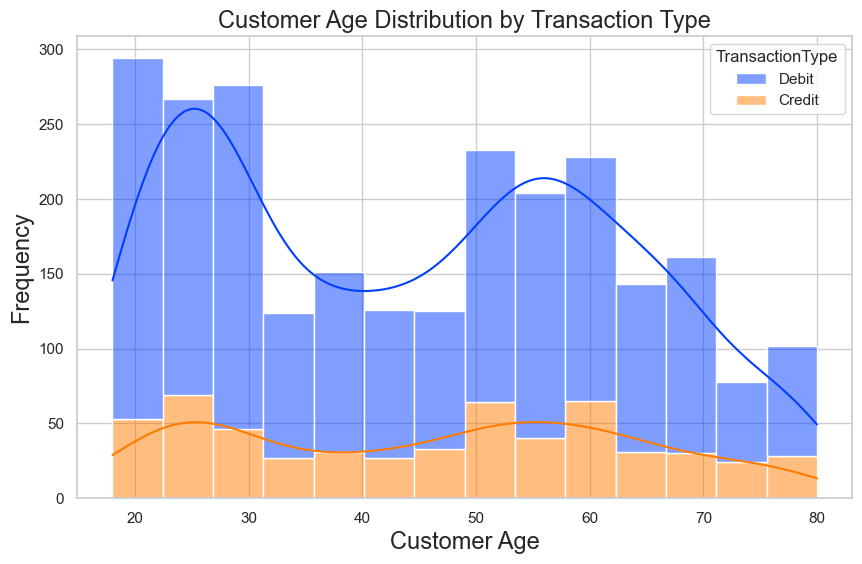 Customer Age Distribution by Transaction Type
TransactionType
Debit
Credit
Frequency
300
250
200
150
100
50
0
20 30 40 50 60 70 80
Customer Age